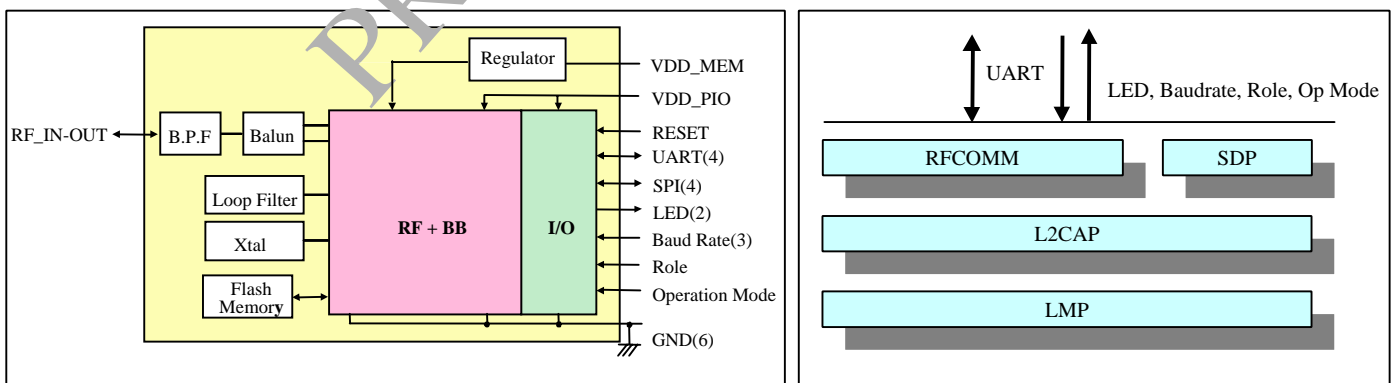 PR
Regulator
VDD_MEM
VDD_PIO
RF_IN-OUT
B.P.F
Balun
RESET
UART(4)
Loop Filter
SPI(4)
LED(2)
RF + BB
I/O
Xtal
Baud Rate(3)
Role
Flash
Memory
Operation Mode
GND(6)
UART
LED, Baudrate, Role, Op Mode
RFCOMM
SDP
L2CAP
LMP